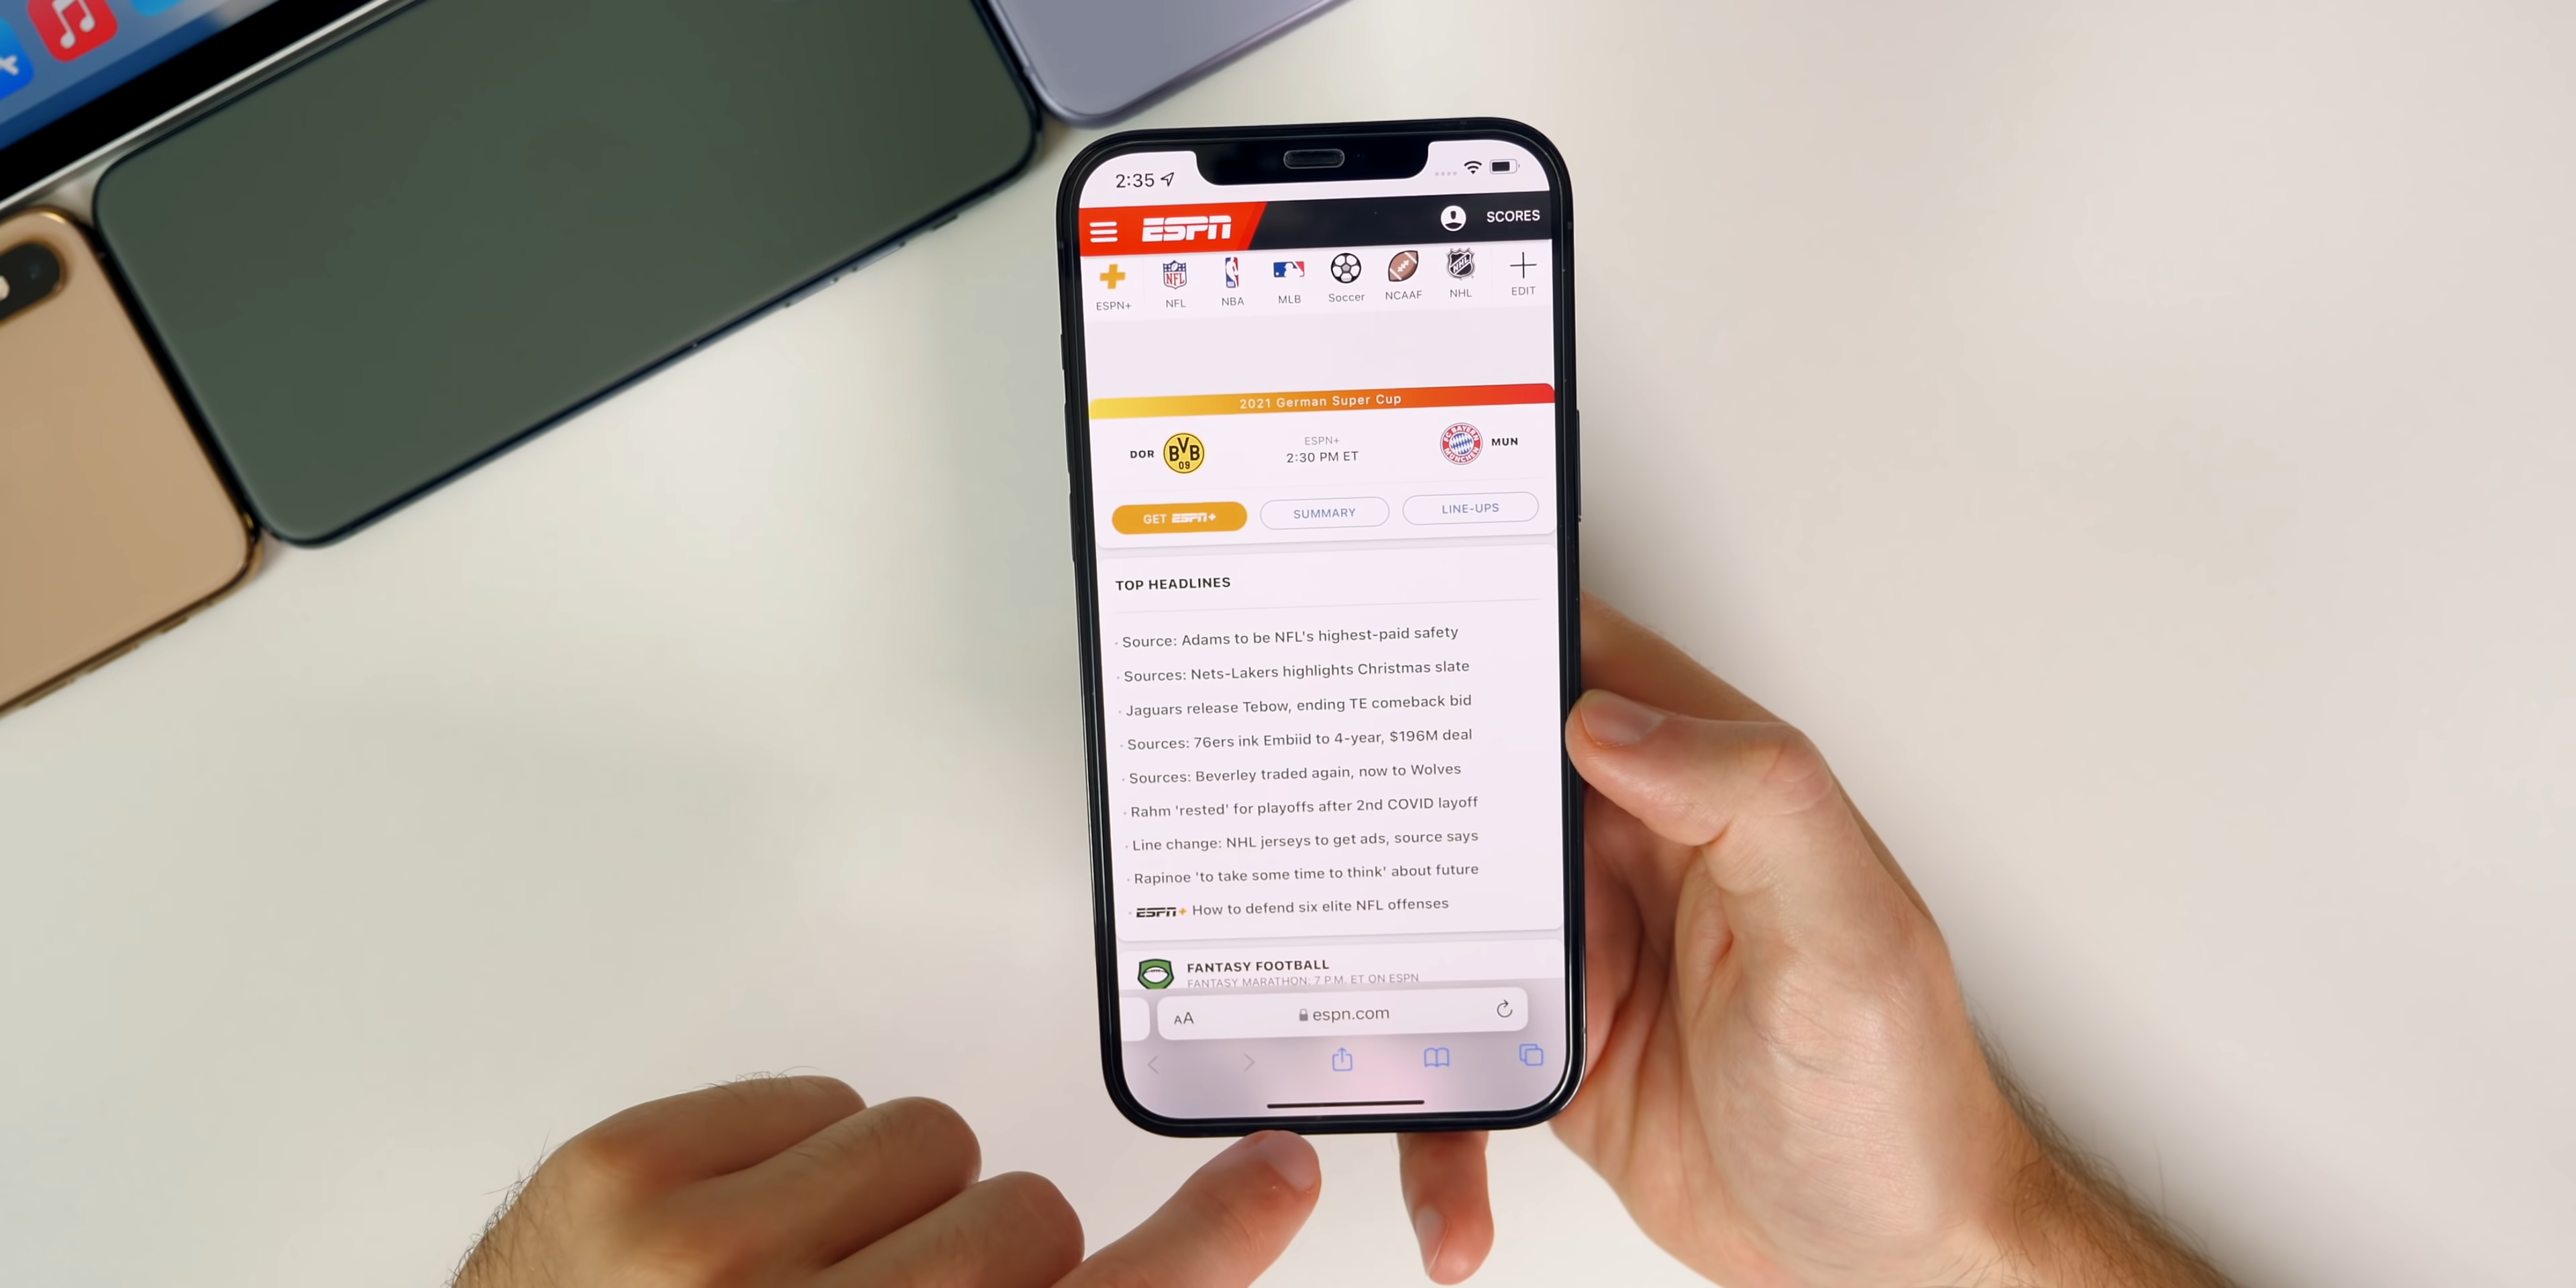 2:35
ESPN
SCORES
ESPN+
NFL
NBA
MLB
Soccer
NCAAF
NHL
EDIT
2021 German Super Cup
DOR
BVB
09
ESPN+
2:30 PM ET
FC BAYERN
MÜNCHEN
MUN
GET ESPN+
SUMMARY
LINE-UPS
TOP HEADLINES
· Source: Adams to be NFL's highest-paid safety
· Sources: Nets-Lakers highlights Christmas slate
· Jaguars release Tebow, ending TE comeback bid
· Sources: 76ers ink Embiid to 4-year, $196M deal
· Sources: Beverley traded again, now to Wolves
· Rahm 'rested' for playoffs after 2nd COVID layoff
· Line change: NHL jerseys to get ads, source says
· Rapinoe 'to take some time to think' about future
· ESPN+ How to defend six elite NFL offenses
FANTASY FOOTBALL
FANTASY MARATHON: 7 P.M. ET ON ESPN
AA
espn.com